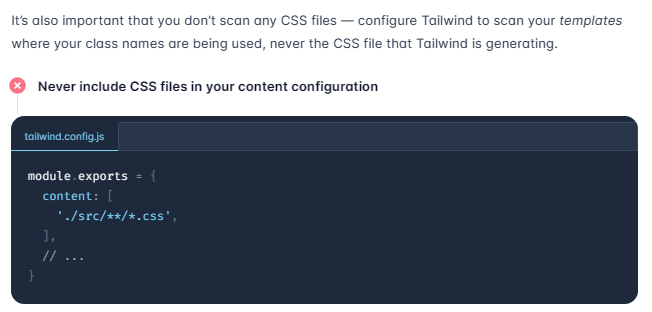 It's also important that you don't scan any CSS files — configure Tailwind to scan your templates
where your class names are being used, never the CSS file that Tailwind is generating.
Never include CSS files in your content configuration
tailwind.config.js
module.exports = {
  content: [
    './src/**/*.css',
  ],
  // ...
}